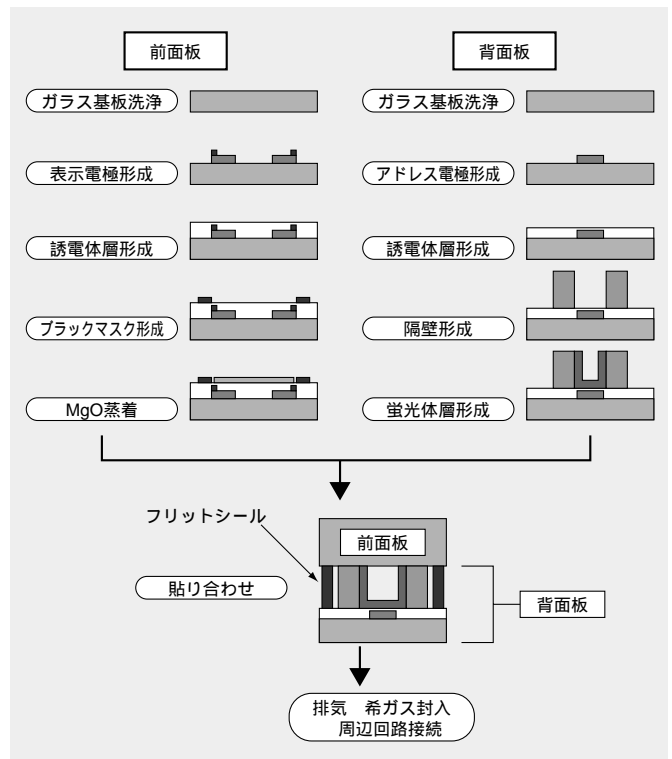 前面板
背面板
ガラス基板洗浄
ガラス基板洗浄
表示電極形成
アドレス電極形成
誘電体層形成
誘電体層形成
ブラックマスク形成
隔壁形成
MgO蒸着
蛍光体層形成
フリットシール
前面板
貼り合わせ
背面板
排気 希ガス封入
周辺回路接続